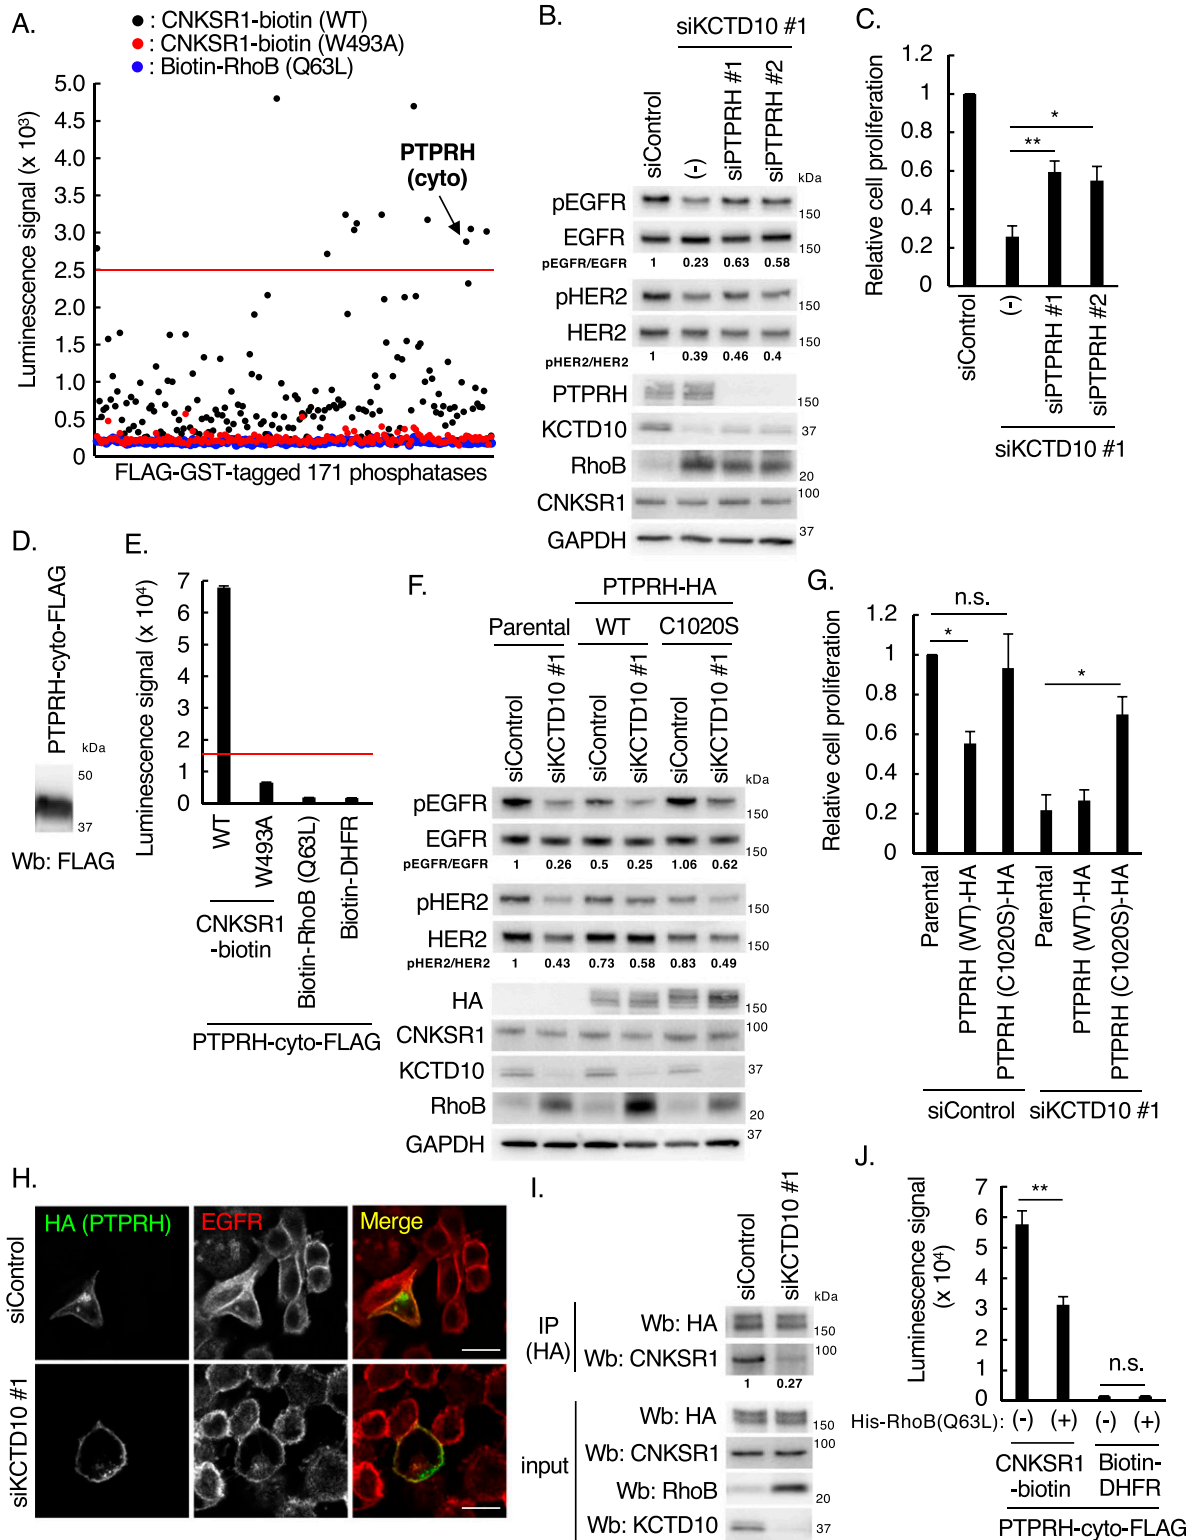 A.
● : CNKSR1-biotin (WT)
● : CNKSR1-biotin (W493A)
● : Biotin-RhoB (Q63L)
Luminescence signal (x 10³)
5.0
4.5
4.0
3.5
3.0
2.5
2.0
1.5
1.0
0.5
0
PTPRH
(cyto)
FLAG-GST-tagged 171 phosphatases
B.
siKCTD10 #1
siControl
(-)
siPTPRH #1
siPTPRH #2
kDa
pEGFR
150
EGFR
150
pEGFR/EGFR 1 0.23 0.63 0.58
pHER2
150
HER2
150
pHER2/HER2 1 0.39 0.46 0.4
PTPRH
150
KCTD10
37
RhoB
20
CNKSR1
100
GAPDH
37
C.
Relative cell proliferation
1.2
1
0.8
0.6
0.4
0.2
0
*
**
siControl
(-)
siPTPRH #1
siPTPRH #2
siKCTD10 #1
D.
PTPRH-cyto-FLAG
kDa
50
37
Wb: FLAG
E.
Luminescence signal (x 10⁴)
7
6
5
4
3
2
1
0
WT
W493A
Biotin-RhoB (Q63L)
Biotin-DHFR
CNKSR1
-biotin
PTPRH-cyto-FLAG
F.
PTPRH-HA
Parental WT C1020S
siControl
siKCTD10 #1
siControl
siKCTD10 #1
siControl
siKCTD10 #1
kDa
pEGFR
150
EGFR
150
pEGFR/EGFR 1 0.26 0.5 0.25 1.06 0.62
pHER2
150
HER2
150
pHER2/HER2 1 0.43 0.73 0.58 0.83 0.49
HA
150
CNKSR1
100
KCTD10
37
RhoB
20
GAPDH
37
G.
Relative cell proliferation
1.2
1
0.8
0.6
0.4
0.2
0
n.s.
*
*
Parental
PTPRH (WT)-HA
PTPRH (C1020S)-HA
Parental
PTPRH (WT)-HA
PTPRH (C1020S)-HA
siControl
siKCTD10 #1
H.
HA (PTPRH)
EGFR
Merge
siControl
siKCTD10 #1
I.
siControl
siKCTD10 #1
kDa
IP
(HA)
Wb: HA
150
Wb: CNKSR1
100
1 0.27
input
Wb: HA
150
Wb: CNKSR1
100
Wb: RhoB
20
Wb: KCTD10
37
J.
Luminescence signal
(x 10⁴)
7
6
5
4
3
2
1
0
**
n.s.
His-RhoB(Q63L): (-) (+) (-) (+)
CNKSR1
-biotin
Biotin-
DHFR
PTPRH-cyto-FLAG